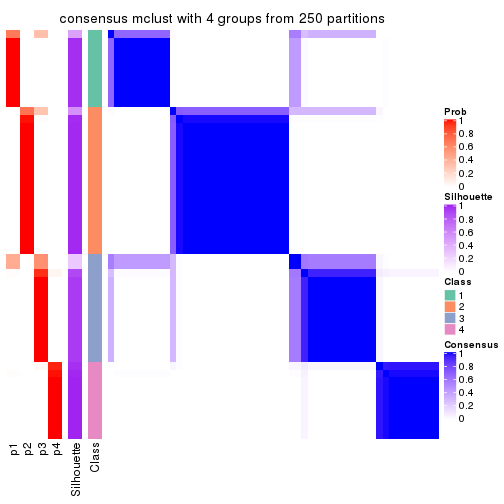 consensus mclust with 4 groups from 250 partitions
Prob
1
0.8
0.6
0.4
0.2
0
Silhouette
1
0.8
0.6
0.4
0.2
0
Class
1
2
3
4
Consensus
1
0.8
0.6
0.4
0.2
0
p1
p2
p3
p4
Silhouette
Class